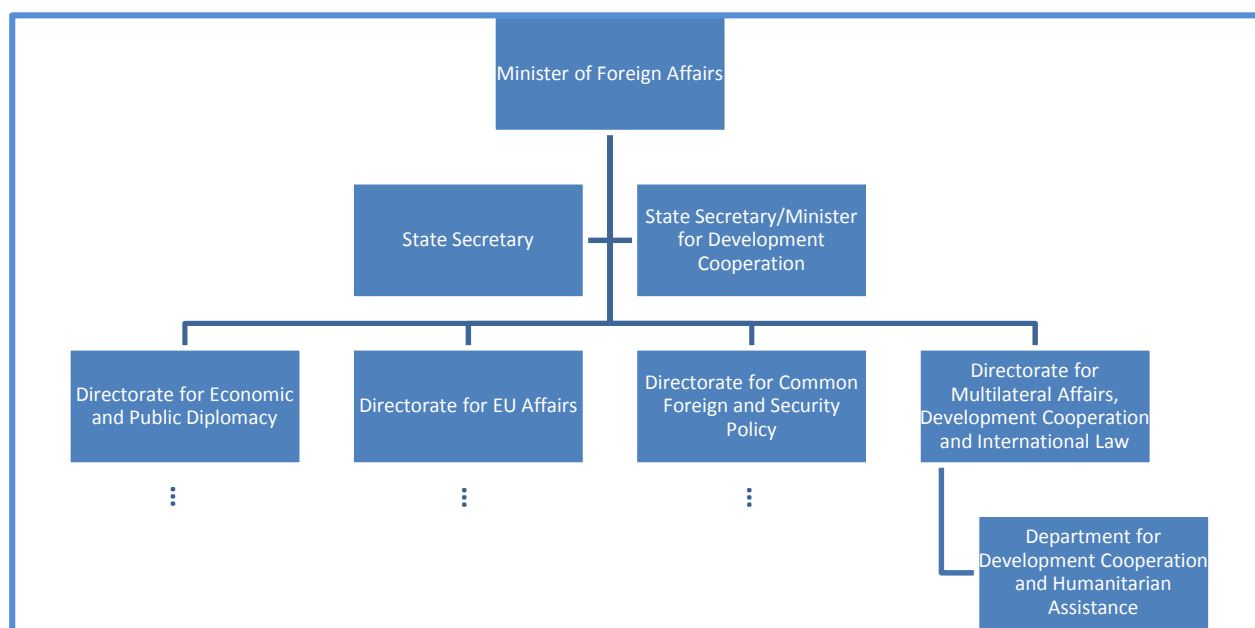 Minister of Foreign Affairs
State Secretary
State Secretary/Minister
for Development
Cooperation
Directorate for Economic
and Public Diplomacy
Directorate for EU Affairs
Directorate for Common
Foreign and Security
Policy
Directorate for
Multilateral Affairs,
Development Cooperation
and International Law
Department for
Development Cooperation
and Humanitarian
Assistance